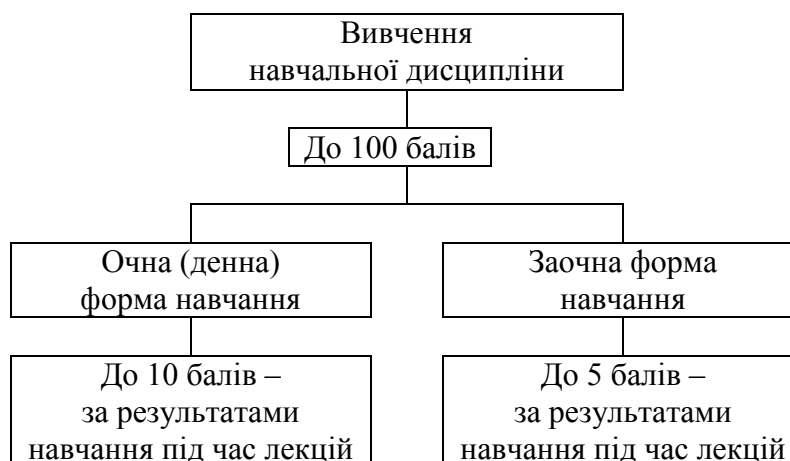 Вивчення
навчальної дисципліни
До 100 балів
Очна (денна)
форма навчання
Заочна форма
навчання
До 10 балів –
за результатами
навчання під час лекцій
До 5 балів –
за результатами
навчання під час лекцій